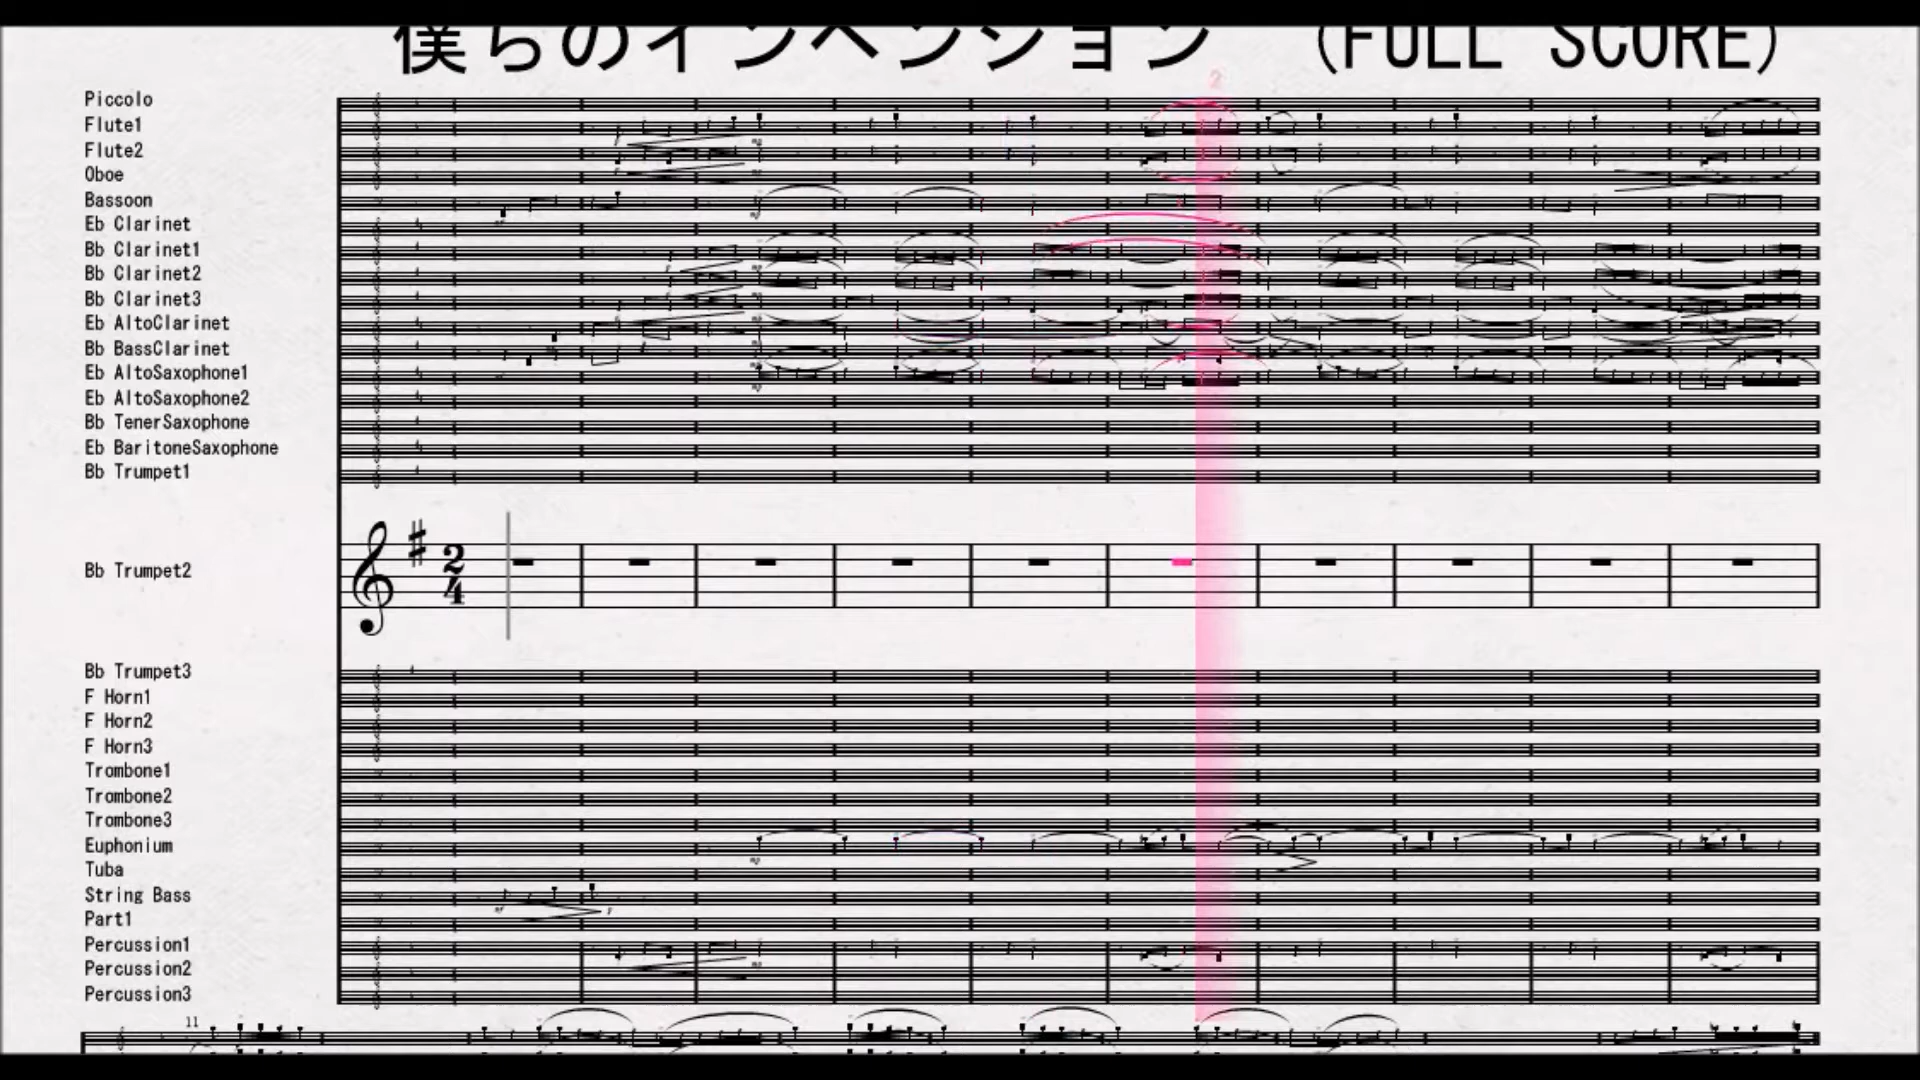 僕らのインベンション (FULL SCORE)
2
Piccolo
Flute1
Flute2
Oboe
Bassoon
Eb Clarinet
Bb Clarinet1
Bb Clarinet2
Bb Clarinet3
Eb AltoClarinet
Bb BassClarinet
Eb AltoSaxophone1
Eb AltoSaxophone2
Bb TenerSaxophone
Eb BaritoneSaxophone
Bb Trumpet1
Bb Trumpet2
2
4
Bb Trumpet3
F Horn1
F Horn2
F Horn3
Trombone1
Trombone2
Trombone3
Euphonium
Tuba
String Bass
Part1
Percussion1
Percussion2
Percussion3
11